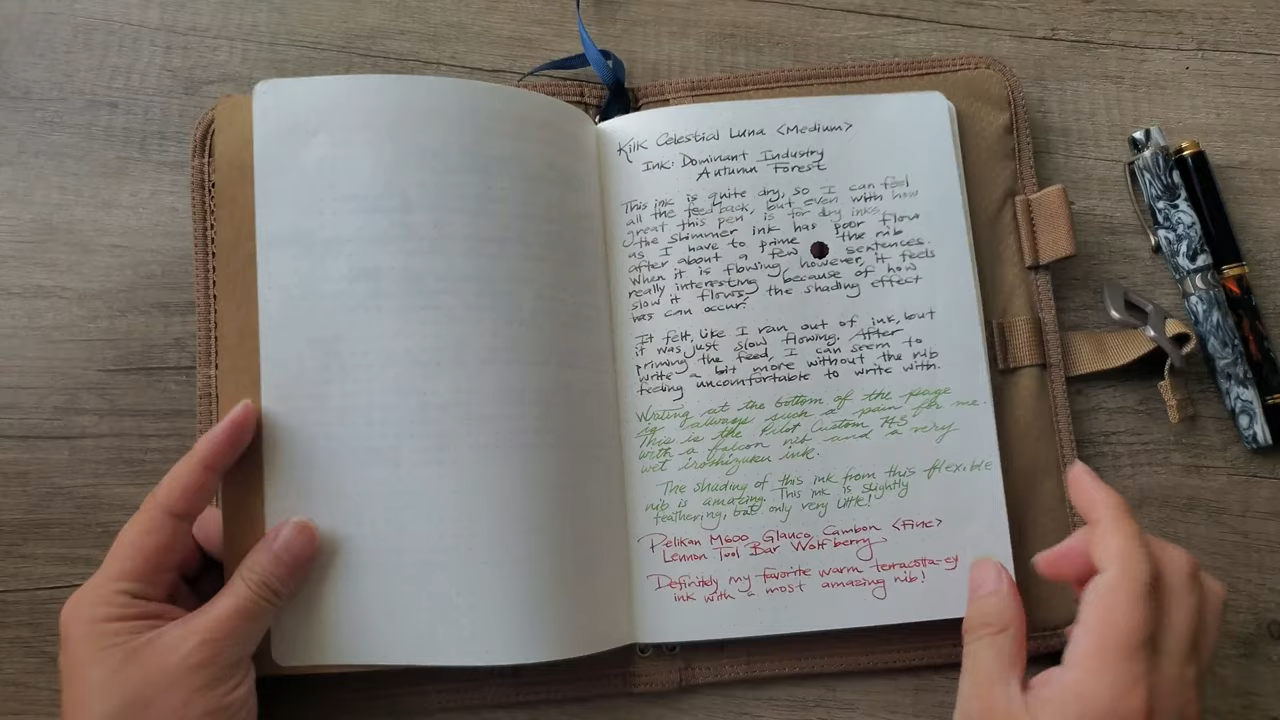 Kilk Celestial Luna <Medium>
Ink: Dominant Industry
Autumn Forest
This ink is quite dry, so I can feel
all the feedback, but even with how
great this pen is for dry inks,
the shimmer ink has poor flow
as I have to prime the nib
after about a few sentences.
When it is flowing however, it feels
really interesting because of how
slow it flows, the shading effect
has can occur.
It felt like I ran out of ink, but
it was just slow flowing. After
priming the feed, I can seem to
write a bit more without the nib
feeling uncomfortable to write with.
Writing at the bottom of the page
is always such a pain for me.
This is the Pilot Custom
with a falcon nib and a very
wet iroshizuku ink.
The shading of this ink from this flexible
nib is amazing. This ink is slightly
feathering, but only very little!
Pelikan M600 Glauco Cambon <Fine>
Lennon Tool Bar Wolfberry
Definitely my favorite warm terracotta-ey
ink with a most amazing nib!